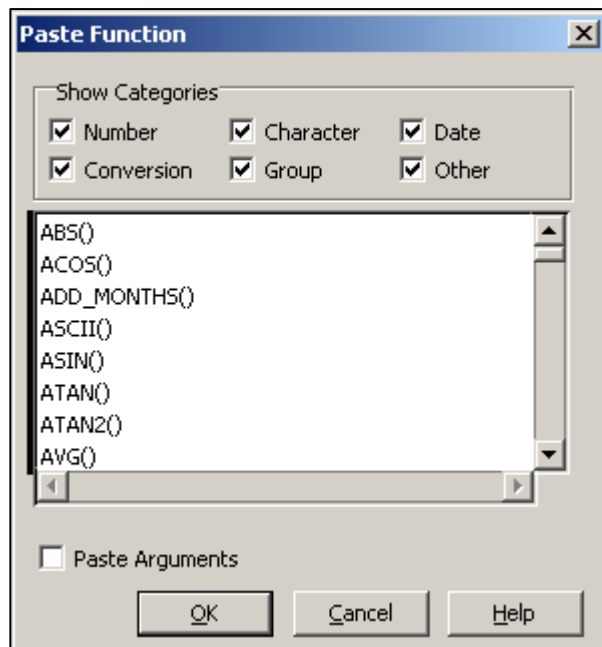 Paste Function
Show Categories
Number Character Date
Conversion Group Other
ABS()
ACOS()
ADD_MONTHS()
ASCII()
ASIN()
ATAN()
ATAN2()
AVG()
Paste Arguments
OK Cancel Help